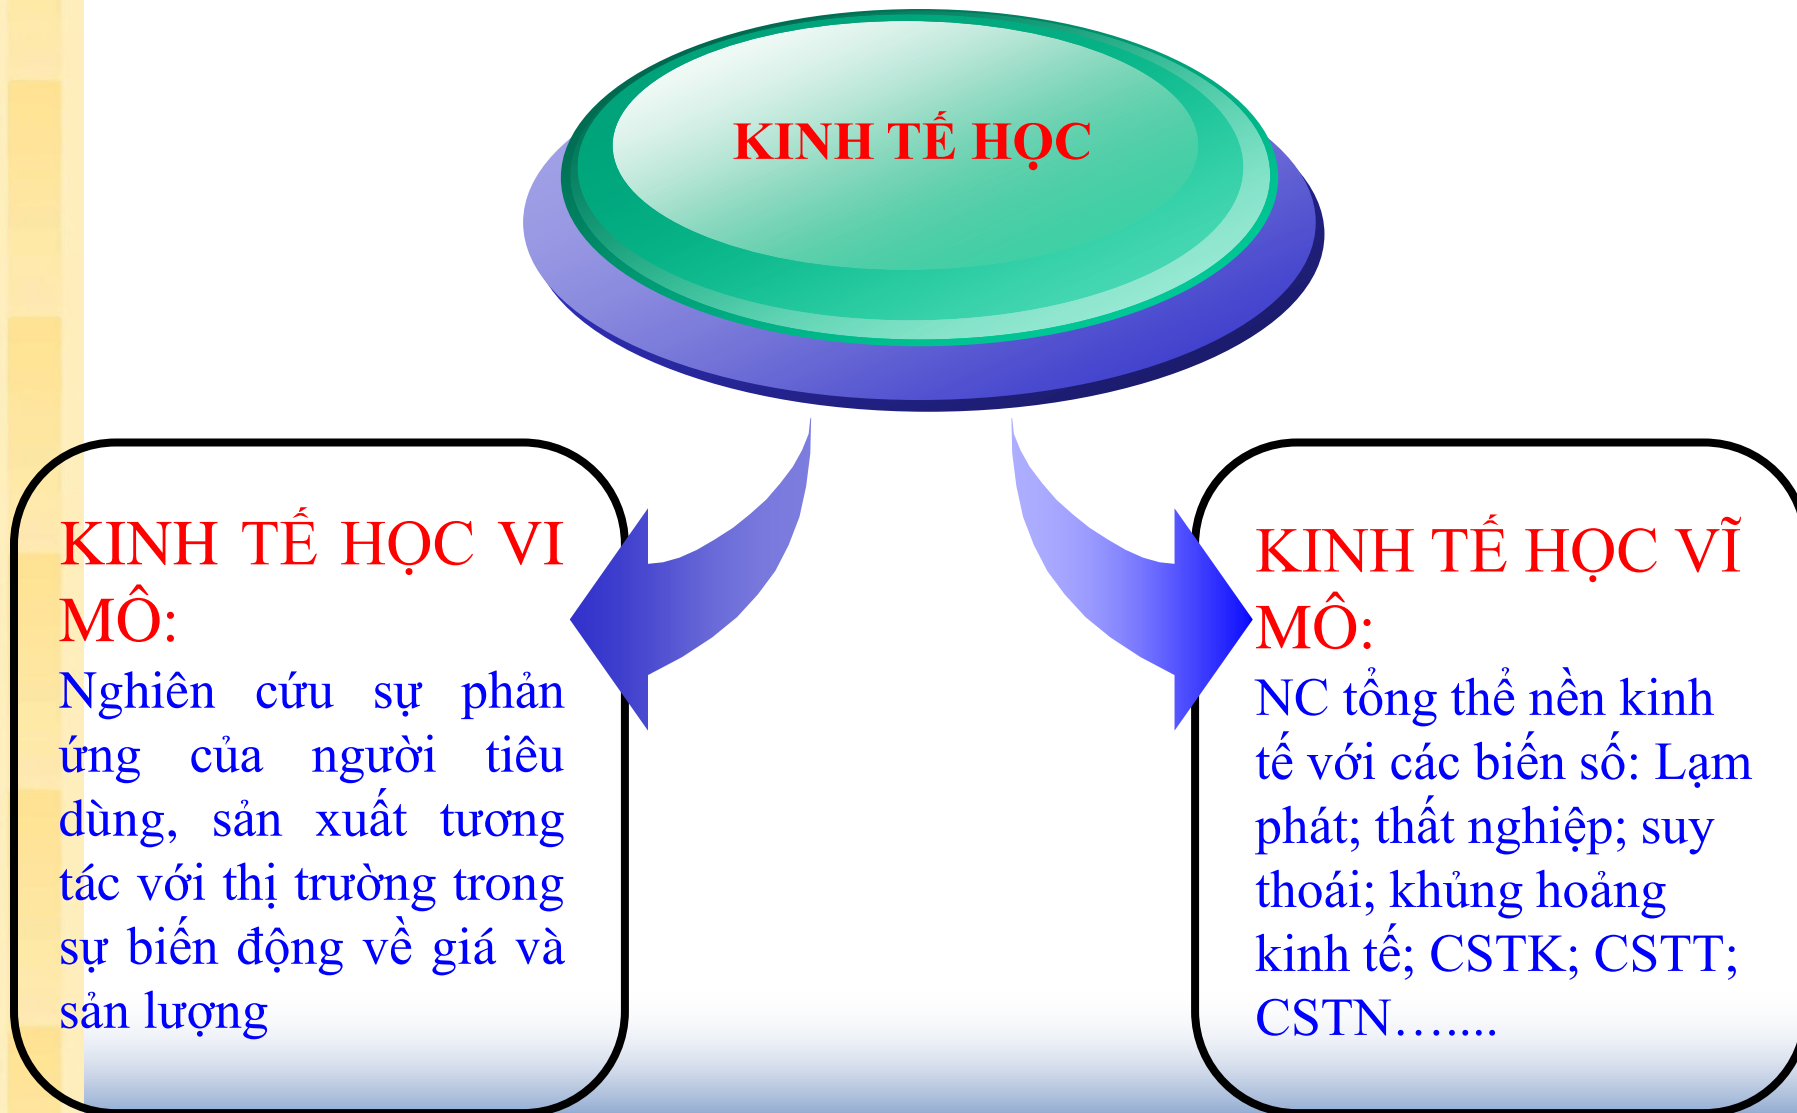 KINH TẾ HỌC
KINH TẾ HỌC VI
MÔ:
Nghiên cứu sự phản
ứng của người tiêu
dùng, sản xuất tương
tác với thị trường trong
sự biến động về giá và
sản lượng
KINH TẾ HỌC VĨ
MÔ:
NC tổng thể nền kinh
tế với các biến số: Lạm
phát; thất nghiệp; suy
thoái; khủng hoảng
kinh tế; CSTK; CSTT;
CSTN…....